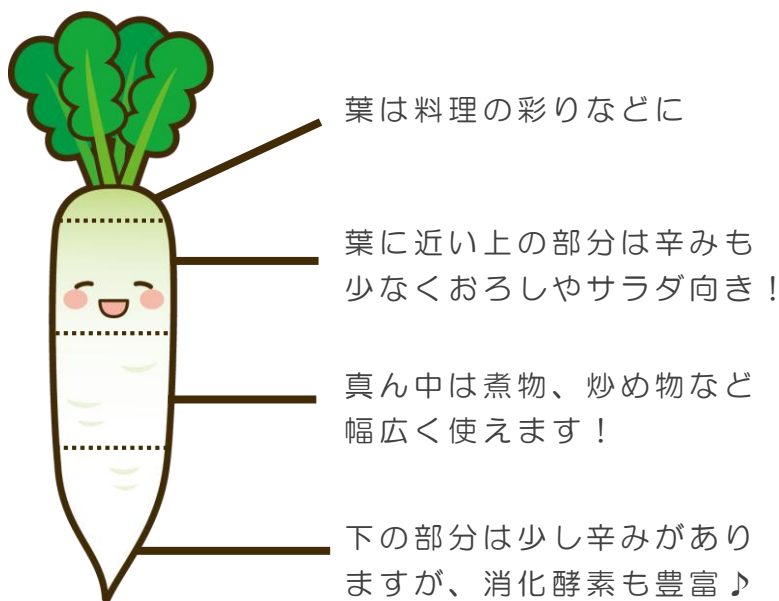 葉は料理の彩りなどに
葉に近い上の部分は辛みも
少なくおろしやサラダ向き！
真ん中は煮物、炒め物など
幅広く使えます！
下の部分は少し辛みがあり
ますが、消化酵素も豊富♪